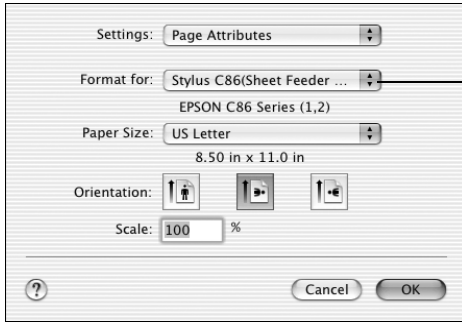 Settings: Page Attributes
Format for: Stylus C86(Sheet Feeder ...
EPSON C86 Series (1,2)
Paper Size: US Letter
8.50 in x 11.0 in
Orientation:
Scale: 100 %
? Cancel OK